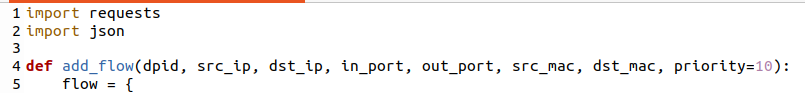 1 import requests
2 import json
3
4 def add_flow(dpid, src_ip, dst_ip, in_port, out_port, src_mac, dst_mac, priority=10):
5     flow = {